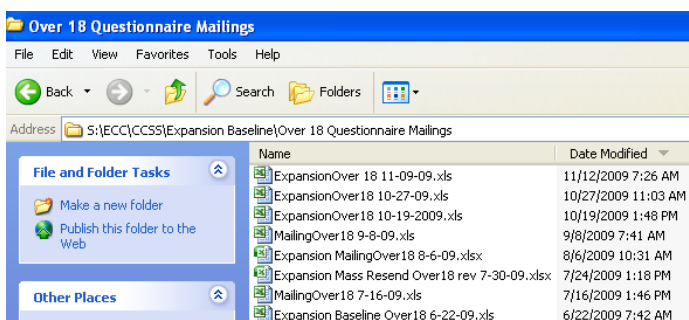 Over 18 Questionnaire Mailings
File Edit View Favorites Tools Help
Back Search Folders
Address S:\ECC\CCSS\Expansion Baseline\Over 18 Questionnaire Mailings
File and Folder Tasks
Make a new folder
Publish this folder to the
Web
Other Places
Name Date Modified
ExpansionOver 18 11-09-09.xls 11/12/2009 7:26 AM
ExpansionOver18 10-27-09.xls 10/27/2009 11:03 AM
ExpansionOver18 10-19-2009.xls 10/19/2009 1:48 PM
MailingOver18 9-8-09.xls 9/8/2009 7:41 AM
Expansion MailingOver18 8-6-09.xlsx 8/6/2009 10:31 AM
Expansion Mass Resend Over18 rev 7-30-09.xlsx 7/24/2009 1:18 PM
MailingOver18 7-16-09.xls 7/16/2009 1:46 PM
Expansion Baseline Over18 6-22-09.xls 6/22/2009 7:42 AM